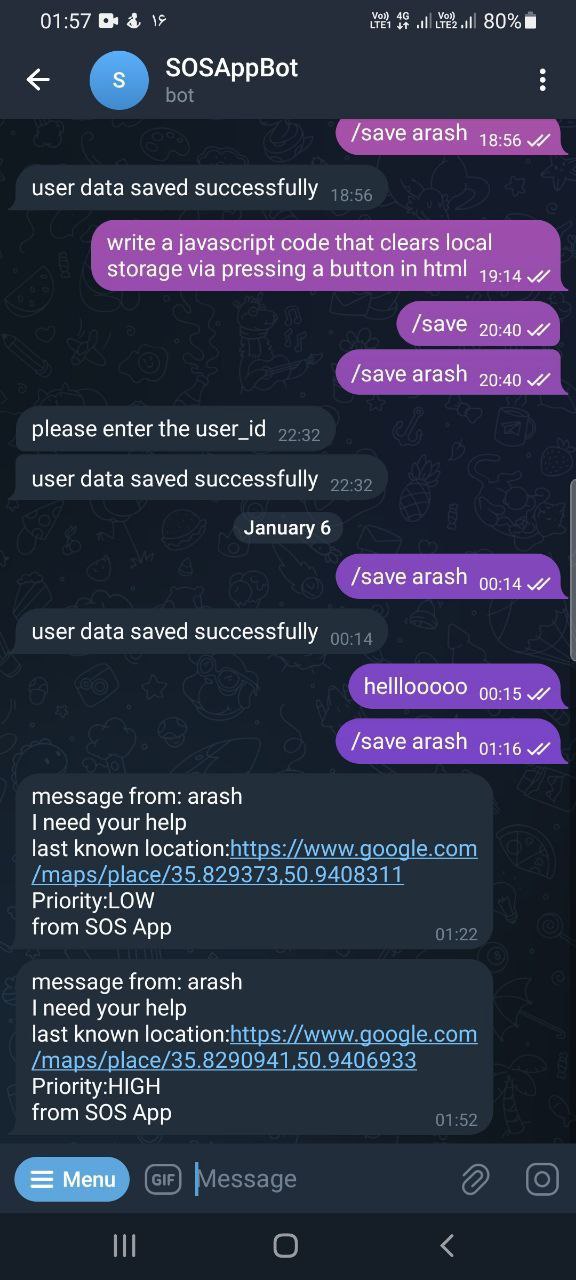 01:57 ۱۶ Vo)) LTE1 4G Vo)) LTE2 80%
S
SOSAppBot
bot
/save arash 18:56
user data saved successfully 18:56
write a javascript code that clears local
storage via pressing a button in html 19:14
/save 20:40
/save arash 20:40
please enter the user_id 22:32
user data saved successfully 22:32
January 6
/save arash 00:14
user data saved successfully 00:14
helllooooo 00:15
/save arash 01:16
message from: arash
I need your help
last known location:https://www.google.com
/maps/place/35.829373,50.9408311
Priority:LOW
from SOS App 01:22
message from: arash
I need your help
last known location:https://www.google.com
/maps/place/35.8290941,50.9406933
Priority:HIGH
from SOS App 01:52
Menu GIF Message